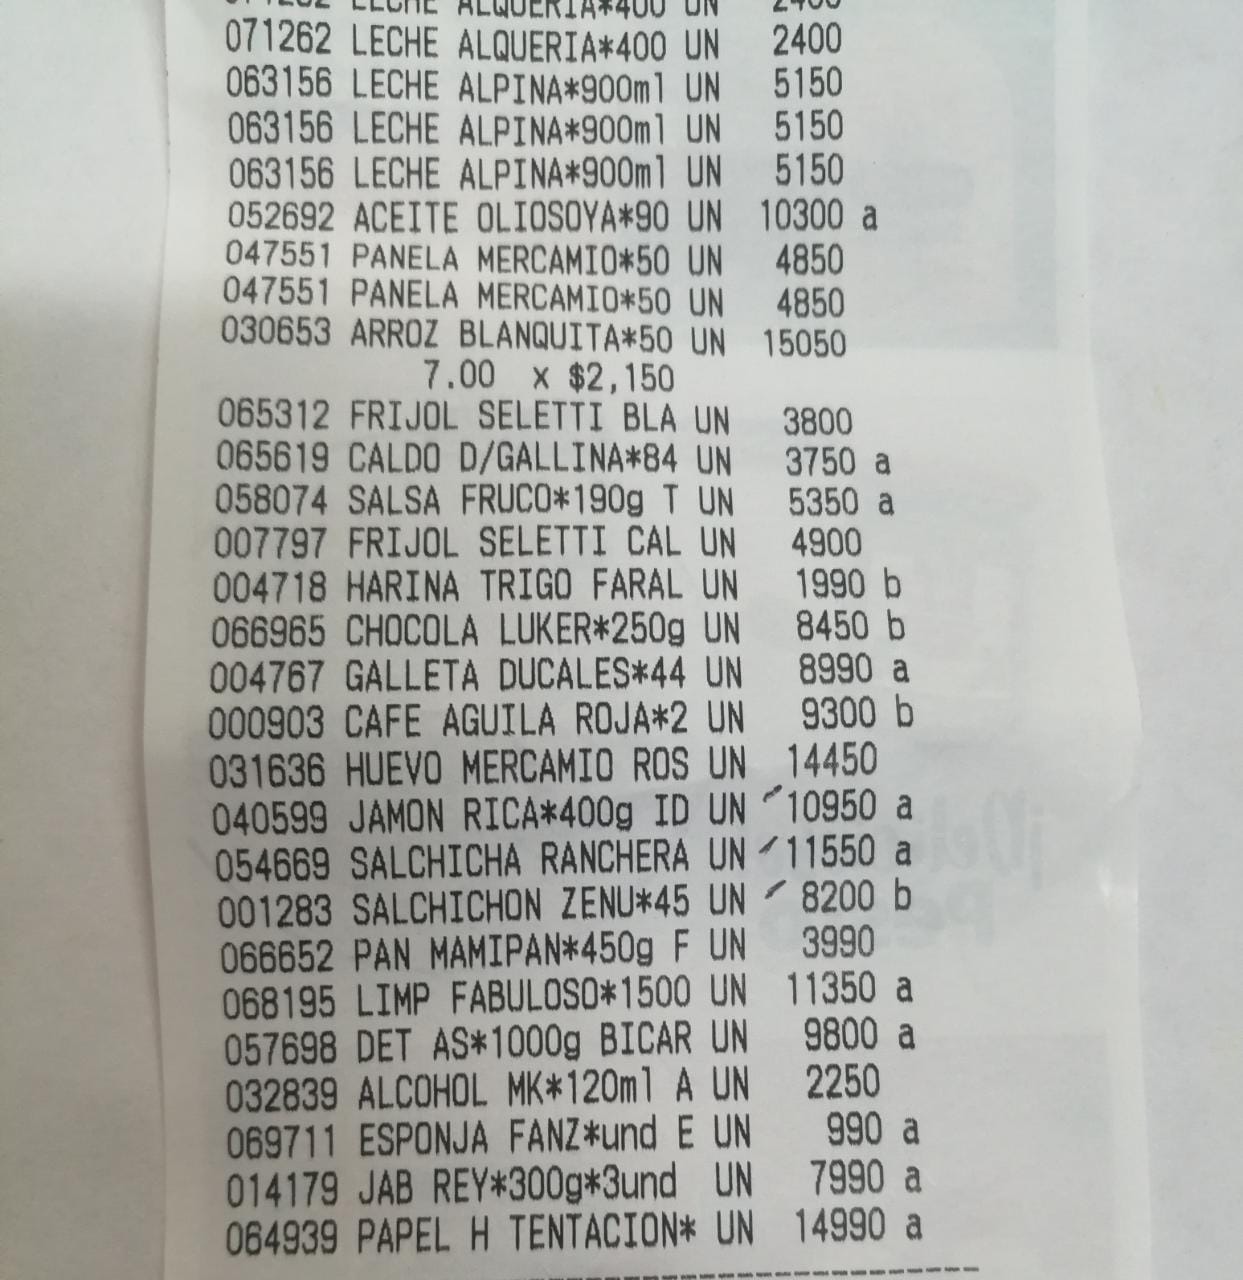 071262 LECHE ALQUERIA*400 UN 2400
071262 LECHE ALQUERIA*400 UN 2400
063156 LECHE ALPINA*900ml UN 5150
063156 LECHE ALPINA*900ml UN 5150
063156 LECHE ALPINA*900ml UN 5150
052692 ACEITE OLIOSOYA*90 UN 10300 a
047551 PANELA MERCAMIO*50 UN 4850
047551 PANELA MERCAMIO*50 UN 4850
030653 ARROZ BLANQUITA*50 UN 15050
7.00 x $2,150
065312 FRIJOL SELETTI BLA UN 3800
065619 CALDO D/GALLINA*84 UN 3750 a
058074 SALSA FRUCO*190g T UN 5350 a
007797 FRIJOL SELETTI CAL UN 4900
004718 HARINA TRIGO FARAL UN 1990 b
066965 CHOCOLA LUKER*250g UN 8450 b
004767 GALLETA DUCALES*44 UN 8990 a
000903 CAFE AGUILA ROJA*2 UN 9300 b
031636 HUEVO MERCAMIO ROS UN 14450
040599 JAMON RICA*400g ID UN 10950 a
054669 SALCHICHA RANCHERA UN 11550 a
001283 SALCHICHON ZENU*45 UN 8200 b
066652 PAN MAMIPAN*450g F UN 3990
068195 LIMP FABULOSO*1500 UN 11350 a
057698 DET AS*1000g BICAR UN 9800 a
032839 ALCOHOL MK*120ml A UN 2250
069711 ESPONJA FANZ*und E UN 990 a
014179 JAB REY*300g*3und UN 7990 a
064939 PAPEL H TENTACION* UN 14990 a